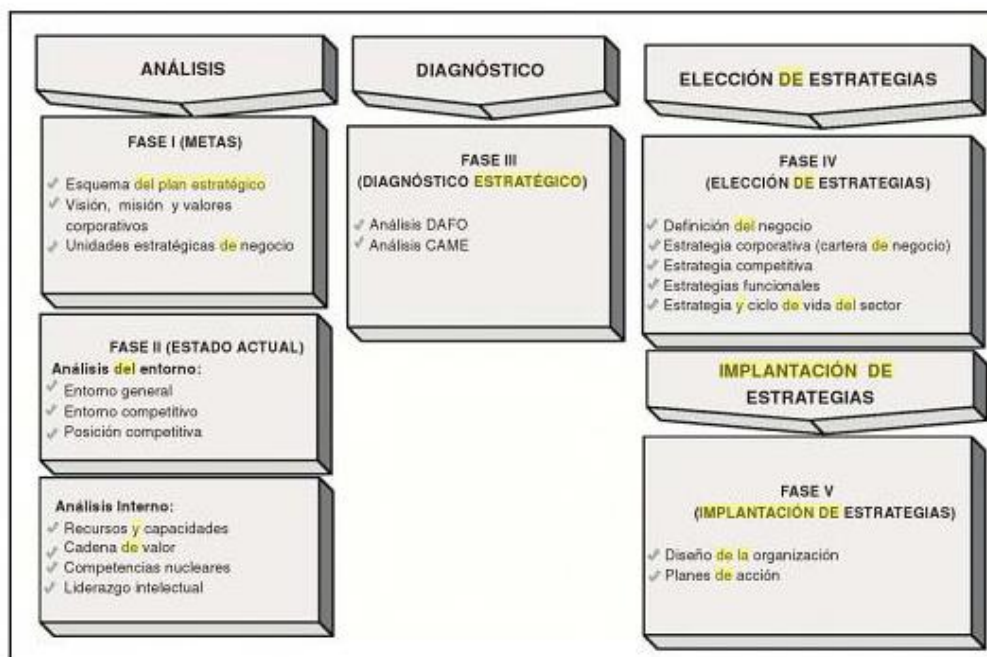 ANÁLISIS
FASE I (METAS)
Esquema del plan estratégico
Visión, misión y valores
corporativos
Unidades estratégicas de negocio
FASE II (ESTADO ACTUAL)
Análisis del entorno:
Entorno general
Entorno competitivo
Posición competitiva
Análisis Interno:
Recursos y capacidades
Cadena de valor
Competencias nucleares
Liderazgo intelectual
DIAGNÓSTICO
FASE III
(DIAGNÓSTICO ESTRATÉGICO)
Análisis DAFO
Análisis CAME
ELECCIÓN DE ESTRATEGIAS
FASE IV
(ELECCIÓN DE ESTRATEGIAS)
Definición del negocio
Estrategia corporativa (cartera de negocio)
Estrategia competitiva
Estrategias funcionales
Estrategia y ciclo de vida del sector
IMPLANTACIÓN DE
ESTRATEGIAS
FASE V
(IMPLANTACIÓN DE ESTRATEGIAS)
Diseño de la organización
Planes de acción